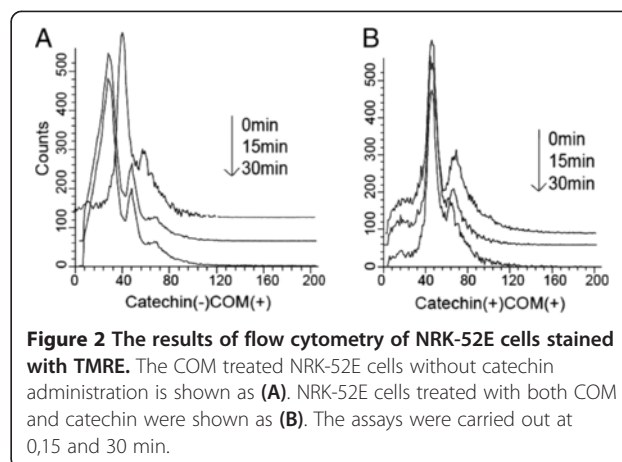 A
B
500
400
300
200
100
0
Counts
0min
15min
30min
0 40 80 120 160 200
Catechin(-)COM(+)
500
400
300
200
100
0
0min
15min
30min
0 40 80 120 160 200
Catechin(+)COM(+)
Figure 2 The results of flow cytometry of NRK-52E cells stained
with TMRE. The COM treated NRK-52E cells without catechin
administration is shown as (A). NRK-52E cells treated with both COM
and catechin were shown as (B). The assays were carried out at
0,15 and 30 min.